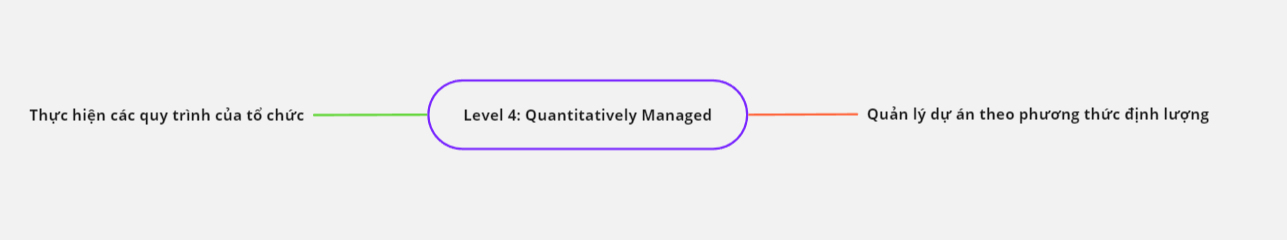 Thực hiện các quy trình của tổ chức
Level 4: Quantitatively Managed
Quản lý dự án theo phương thức định lượng